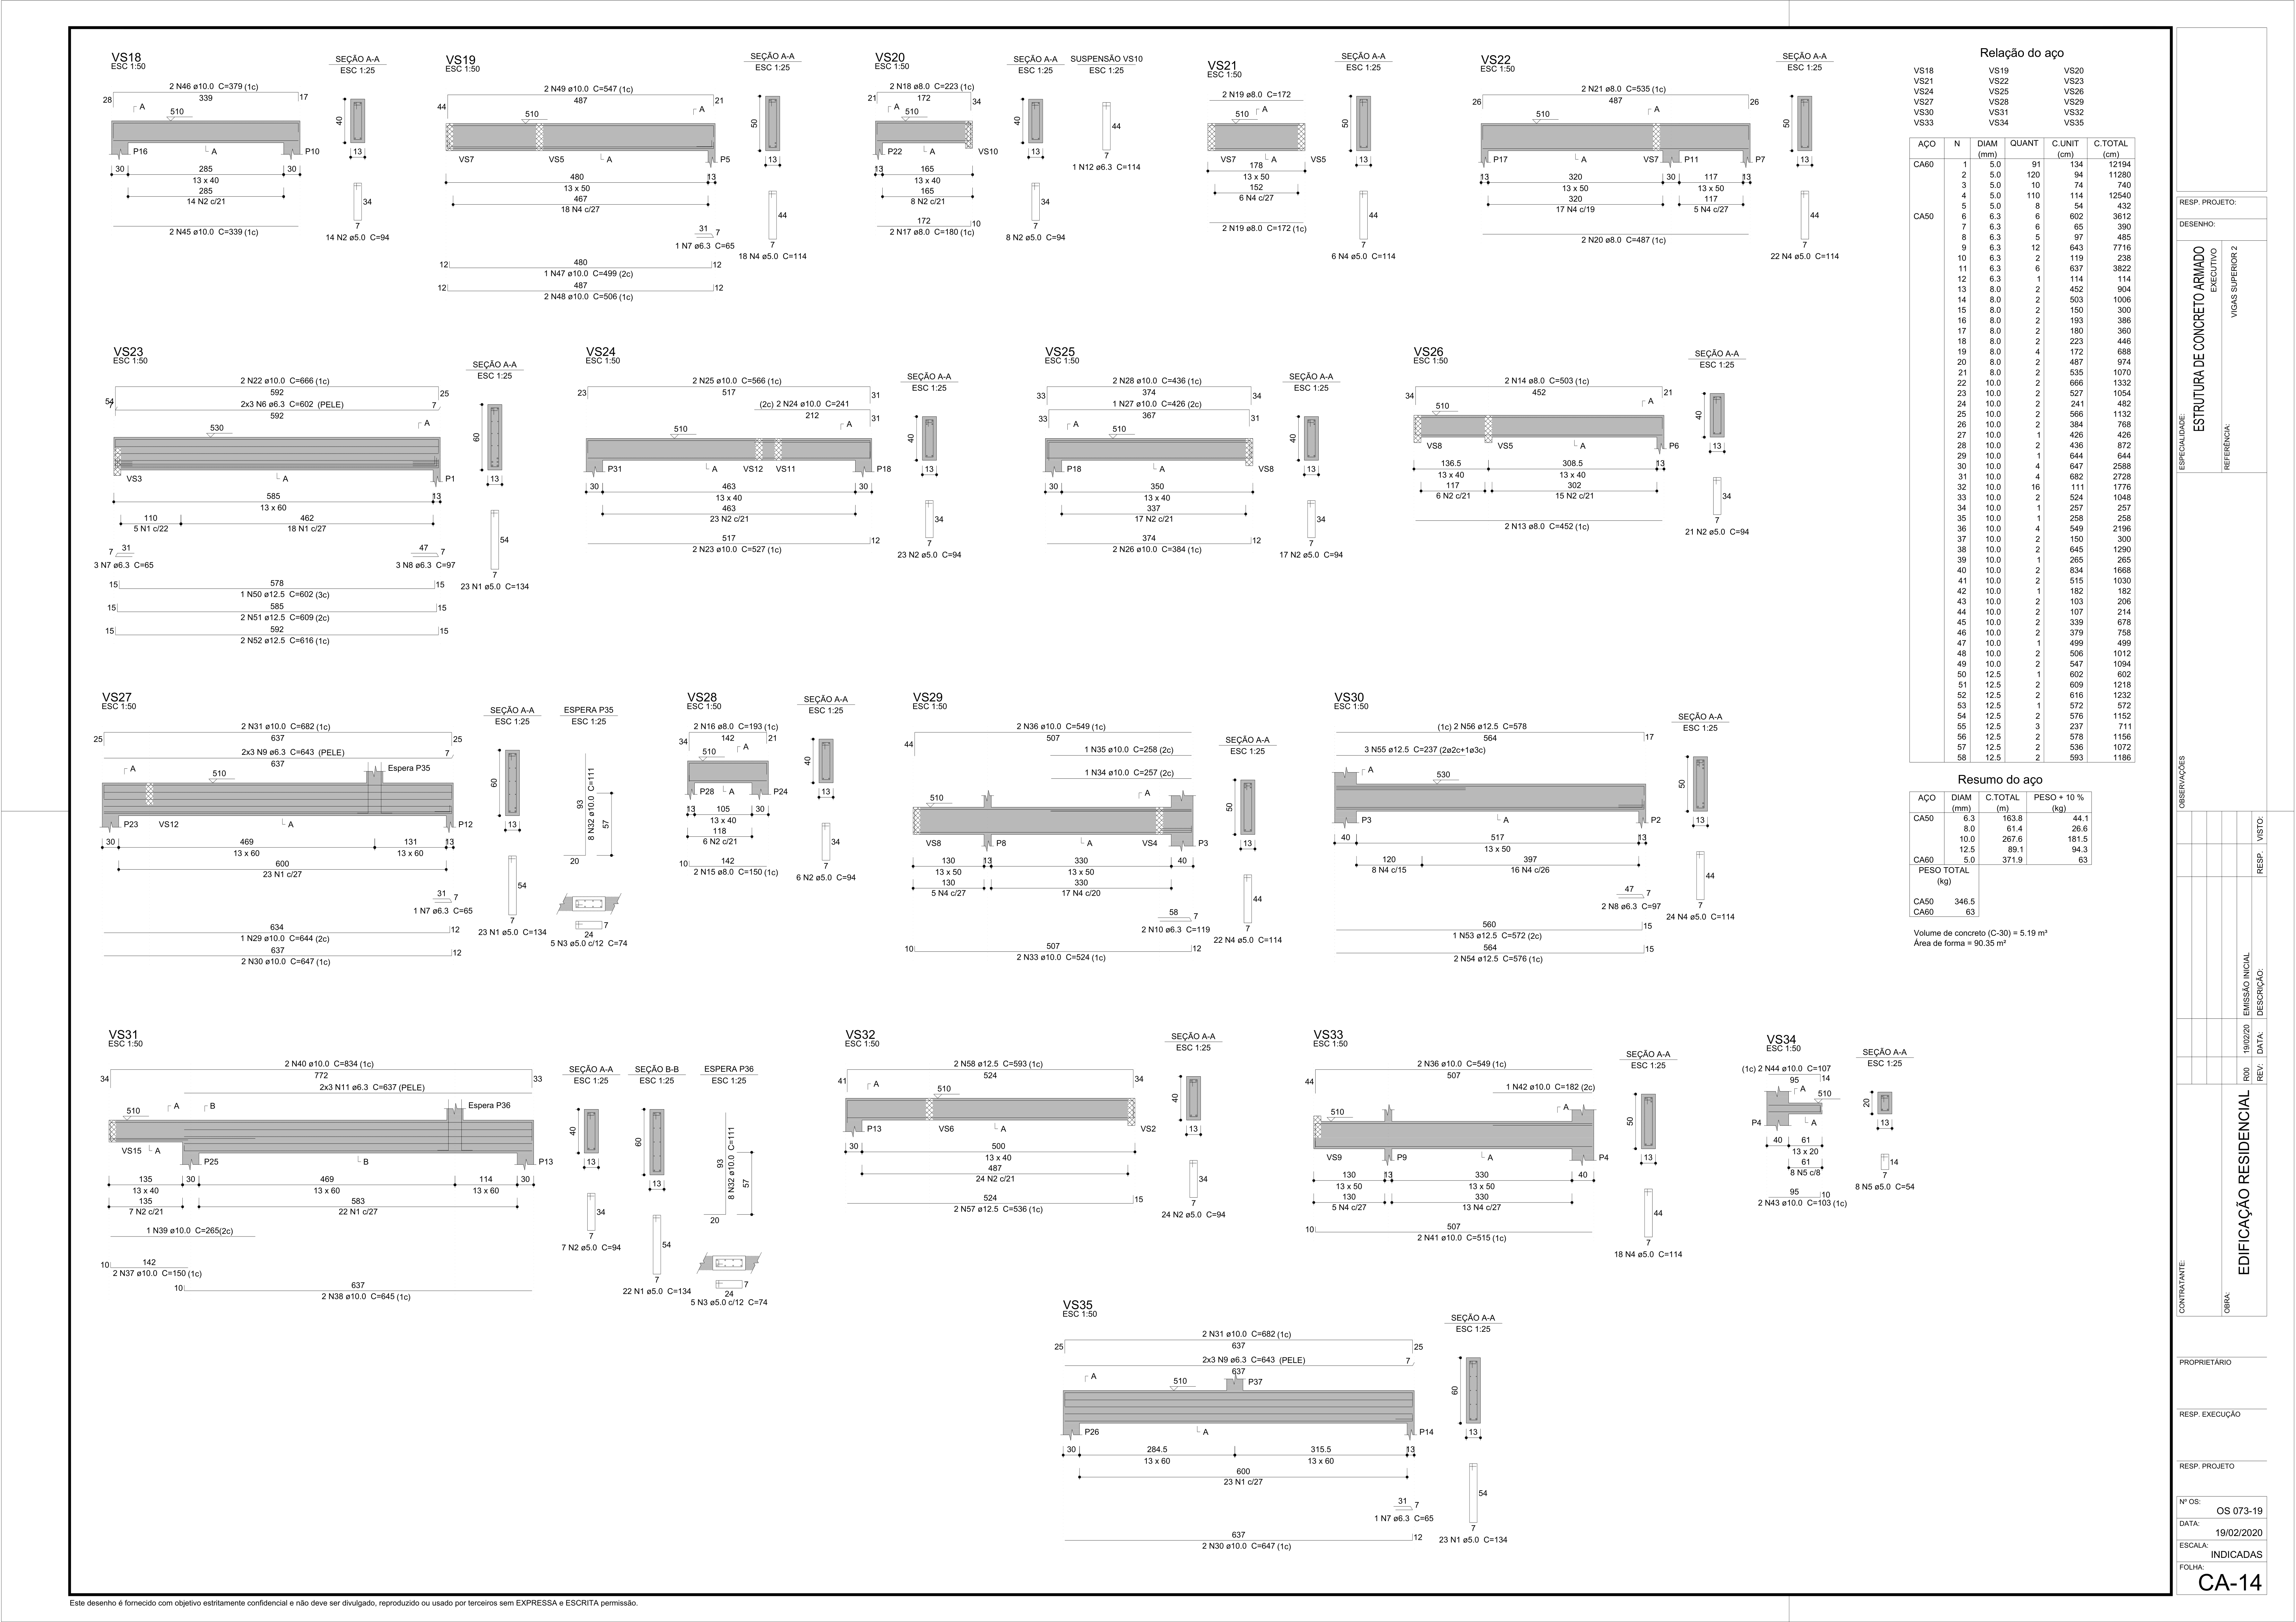 VS18
ESC 1:50
SEÇÃO A-A
ESC 1:25
2 N46 ø10.0 C=379 (1c)
28 339 17
A
510
P16 A P10
30 285 30
13 x 40
285
14 N2 c/21
2 N45 ø10.0 C=339 (1c)
40
13
34
7
14 N2 ø5.0 C=94
VS19
ESC 1:50
SEÇÃO A-A
ESC 1:25
2 N49 ø10.0 C=547 (1c)
44 487 21
A
510
VS7 VS5 A P5
480 13
13 x 50
467
18 N4 c/27
31 7
1 N7 ø6.3 C=65
12 480 12
1 N47 ø10.0 C=499 (2c)
12 487 12
2 N48 ø10.0 C=506 (1c)
50
13
44
7
18 N4 ø5.0 C=114
VS20
ESC 1:50
SEÇÃO A-A
ESC 1:25
SUSPENSÃO VS10
ESC 1:25
2 N18 ø8.0 C=223 (1c)
21 172 34
A
510
P22 A VS10
13 165
13 x 40
165
8 N2 c/21
172 10
2 N17 ø8.0 C=180 (1c)
40
13
34
7
8 N2 ø5.0 C=94
44
7
1 N12 ø6.3 C=114
VS21
ESC 1:50
SEÇÃO A-A
ESC 1:25
2 N19 ø8.0 C=172
A
510
VS7 A VS5
178
13 x 50
152
6 N4 c/27
2 N19 ø8.0 C=172 (1c)
50
13
44
7
6 N4 ø5.0 C=114
VS22
ESC 1:50
SEÇÃO A-A
ESC 1:25
2 N21 ø8.0 C=535 (1c)
26 487 26
A
510
P17 A VS7 P11 P7
13 320 30 117 13
13 x 50 13 x 50
320 117
17 N4 c/19 5 N4 c/27
2 N20 ø8.0 C=487 (1c)
50
13
44
7
22 N4 ø5.0 C=114
VS23
ESC 1:50
SEÇÃO A-A
ESC 1:25
2 N22 ø10.0 C=666 (1c)
54 592 25
7 2x3 N6 ø6.3 C=602 (PELE) 7
592
A
530
VS3 A P1
585 13
13 x 60
110 462
5 N1 c/22 18 N1 c/27
7 31 47 7
3 N7 ø6.3 C=65 3 N8 ø6.3 C=97
15 578 15
1 N50 ø12.5 C=602 (3c)
15 585 15
2 N51 ø12.5 C=609 (2c)
15 592 15
2 N52 ø12.5 C=616 (1c)
60
13
54
7
23 N1 ø5.0 C=134
VS24
ESC 1:50
SEÇÃO A-A
ESC 1:25
2 N25 ø10.0 C=566 (1c)
23 517 31
(2c) 2 N24 ø10.0 C=241
212 31
A
510
P31 A VS12 VS11 P18
30 463 30
13 x 40
463
23 N2 c/21
517 12
2 N23 ø10.0 C=527 (1c)
40
13
34
7
23 N2 ø5.0 C=94
VS25
ESC 1:50
SEÇÃO A-A
ESC 1:25
2 N28 ø10.0 C=436 (1c)
33 374 34
1 N27 ø10.0 C=426 (2c)
33 367 31
A
510
P18 A VS8
30 350
13 x 40
337
17 N2 c/21
374 12
2 N26 ø10.0 C=384 (1c)
40
13
34
7
17 N2 ø5.0 C=94
VS26
ESC 1:50
SEÇÃO A-A
ESC 1:25
2 N14 ø8.0 C=503 (1c)
34 452 21
A
510
VS8 VS5 A P6
136.5 308.5 13
13 x 40 13 x 40
117 302
6 N2 c/21 15 N2 c/21
2 N13 ø8.0 C=452 (1c)
40
13
34
7
21 N2 ø5.0 C=94
VS27
ESC 1:50
SEÇÃO A-A
ESC 1:25
ESPERA P35
ESC 1:25
2 N31 ø10.0 C=682 (1c)
25 637 25
2x3 N9 ø6.3 C=643 (PELE) 7
637
A
510
Espera P35
P23 VS12 A P12
30 469 131 13
13 x 60 13 x 60
600
23 N1 c/27
31 7
1 N7 ø6.3 C=65
634 12
1 N29 ø10.0 C=644 (2c)
637 12
2 N30 ø10.0 C=647 (1c)
60
13
54
7
23 N1 ø5.0 C=134
93
8 N32 ø10.0 C=111
57
20
7
24
5 N3 ø5.0 c/12 C=74
VS28
ESC 1:50
SEÇÃO A-A
ESC 1:25
2 N16 ø8.0 C=193 (1c)
34 142 21
A
510
P28 A P24
13 105 30
13 x 40
118
6 N2 c/21
10 142
2 N15 ø8.0 C=150 (1c)
40
13
34
7
6 N2 ø5.0 C=94
VS29
ESC 1:50
SEÇÃO A-A
ESC 1:25
2 N36 ø10.0 C=549 (1c)
44 507
1 N35 ø10.0 C=258 (2c)
1 N34 ø10.0 C=257 (2c)
A
510
VS8 P8 A VS4 P3
130 13 330 40
13 x 50 13 x 50
130 330
5 N4 c/27 17 N4 c/20
58 7
2 N10 ø6.3 C=119
10 507 12
2 N33 ø10.0 C=524 (1c)
50
13
44
7
22 N4 ø5.0 C=114
VS30
ESC 1:50
SEÇÃO A-A
ESC 1:25
(1c) 2 N56 ø12.5 C=578
564 17
3 N55 ø12.5 C=237 (2ø2c+1ø3c)
A
530
P3 A P2
40 517 13
13 x 50
120 397
8 N4 c/15 16 N4 c/26
47 7
2 N8 ø6.3 C=97
560 15
1 N53 ø12.5 C=572 (2c)
564 15
2 N54 ø12.5 C=576 (1c)
50
13
44
7
24 N4 ø5.0 C=114
VS31
ESC 1:50
SEÇÃO A-A
ESC 1:25
SEÇÃO B-B
ESC 1:25
ESPERA P36
ESC 1:25
2 N40 ø10.0 C=834 (1c)
34 772 33
2x3 N11 ø6.3 C=637 (PELE)
A B
510
Espera P36
VS15 A P25 B P13
135 30 469 114 30
13 x 40 13 x 60 13 x 60
135 583
7 N2 c/21 22 N1 c/27
1 N39 ø10.0 C=265(2c)
10 142
2 N37 ø10.0 C=150 (1c)
10 637
2 N38 ø10.0 C=645 (1c)
40
13
34
7
7 N2 ø5.0 C=94
60
13
54
7
22 N1 ø5.0 C=134
93
8 N32 ø10.0 C=111
57
20
7
24
5 N3 ø5.0 c/12 C=74
VS32
ESC 1:50
SEÇÃO A-A
ESC 1:25
2 N58 ø12.5 C=593 (1c)
41 524 34
A
510
P13 VS6 A VS2
30 500
13 x 40
487
24 N2 c/21
524 15
2 N57 ø12.5 C=536 (1c)
40
13
34
7
24 N2 ø5.0 C=94
VS33
ESC 1:50
SEÇÃO A-A
ESC 1:25
2 N36 ø10.0 C=549 (1c)
44 507
1 N42 ø10.0 C=182 (2c)
A
510
VS9 P9 A P4
130 13 330 40
13 x 50 13 x 50
130 330
5 N4 c/27 13 N4 c/27
10 507
2 N41 ø10.0 C=515 (1c)
50
13
44
7
18 N4 ø5.0 C=114
VS34
ESC 1:50
SEÇÃO A-A
ESC 1:25
(1c) 2 N44 ø10.0 C=107
95 14
A
510
P4 A
40 61
13 x 20
61
8 N5 c/8
95 10
2 N43 ø10.0 C=103 (1c)
20
13
14
7
8 N5 ø5.0 C=54
VS35
ESC 1:50
SEÇÃO A-A
ESC 1:25
2 N31 ø10.0 C=682 (1c)
25 637 25
2x3 N9 ø6.3 C=643 (PELE) 7
637
A
510
P37
P26 A P14
30 284.5 315.5 13
13 x 60 13 x 60
600
23 N1 c/27
31 7
1 N7 ø6.3 C=65
637 12
2 N30 ø10.0 C=647 (1c)
60
13
54
7
23 N1 ø5.0 C=134
Relação do aço
VS18 VS19 VS20
VS21 VS22 VS23
VS24 VS25 VS26
VS27 VS28 VS29
VS30 VS31 VS32
VS33 VS34 VS35
AÇO N DIAM QUANT C.UNIT C.TOTAL
(mm) (cm) (cm)
CA60 1 5.0 91 134 12194
2 5.0 120 94 11280
3 5.0 10 74 740
4 5.0 110 114 12540
5 5.0 8 54 432
CA50 6 6.3 6 602 3612
7 6.3 6 65 390
8 6.3 5 97 485
9 6.3 12 643 7716
10 6.3 2 119 238
11 6.3 6 637 3822
12 6.3 1 114 114
13 8.0 2 452 904
14 8.0 2 503 1006
15 8.0 2 150 300
16 8.0 2 193 386
17 8.0 2 180 360
18 8.0 2 223 446
19 8.0 4 172 688
20 8.0 2 487 974
21 8.0 2 535 1070
22 10.0 2 666 1332
23 10.0 2 527 1054
24 10.0 2 241 482
25 10.0 2 566 1132
26 10.0 2 384 768
27 10.0 1 426 426
28 10.0 2 436 872
29 10.0 1 644 644
30 10.0 4 647 2588
31 10.0 4 682 2728
32 10.0 16 111 1776
33 10.0 2 524 1048
34 10.0 1 257 257
35 10.0 1 258 258
36 10.0 4 549 2196
37 10.0 2 150 300
38 10.0 2 645 1290
39 10.0 1 265 265
40 10.0 2 834 1668
41 10.0 2 515 1030
42 10.0 1 182 182
43 10.0 2 103 206
44 10.0 2 107 214
45 10.0 2 339 678
46 10.0 2 379 758
47 10.0 1 499 499
48 10.0 2 506 1012
49 10.0 2 547 1094
50 12.5 1 602 602
51 12.5 2 609 1218
52 12.5 2 616 1232
53 12.5 1 572 572
54 12.5 2 576 1152
55 12.5 3 237 711
56 12.5 2 578 1156
57 12.5 2 536 1072
58 12.5 2 593 1186
Resumo do aço
AÇO DIAM C.TOTAL PESO + 10 %
(mm) (m) (kg)
CA50 6.3 163.8 44.1
8.0 61.4 26.6
10.0 267.6 181.5
12.5 89.1 94.3
CA60 5.0 371.9 63
PESO TOTAL
(kg)
CA50 346.5
CA60 63
Volume de concreto (C-30) = 5.19 m³
Área de forma = 90.35 m²
RESP. PROJETO:
DESENHO:
ESPECIALIDADE:
ESTRUTURA DE CONCRETO ARMADO
EXECUTIVO
REFERÊNCIA:
VIGAS SUPERIOR 2
OBSERVAÇÕES
VISTO:
RESP.
EMISSÃO INICIAL
DESCRIÇÃO:
19/02/20
DATA:
R00
REV:
CONTRATANTE:
OBRA:
EDIFICAÇÃO RESIDENCIAL
PROPRIETÁRIO
RESP. EXECUÇÃO
RESP. PROJETO
Nº OS:
OS 073-19
DATA:
19/02/2020
ESCALA:
INDICADAS
FOLHA:
CA-14
Este desenho é fornecido com objetivo estritamente confidencial e não deve ser divulgado, reproduzido ou usado por terceiros sem EXPRESSA e ESCRITA permissão.